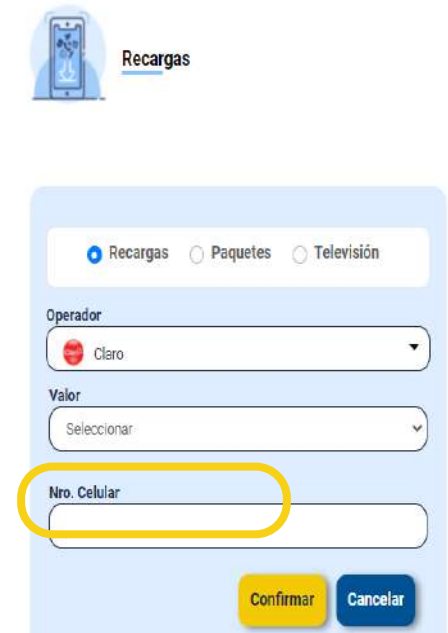 Recargas
Recargas Paquetes Televisión
Operador
Claro
Valor
Seleccionar
Nro. Celular
Confirmar Cancelar